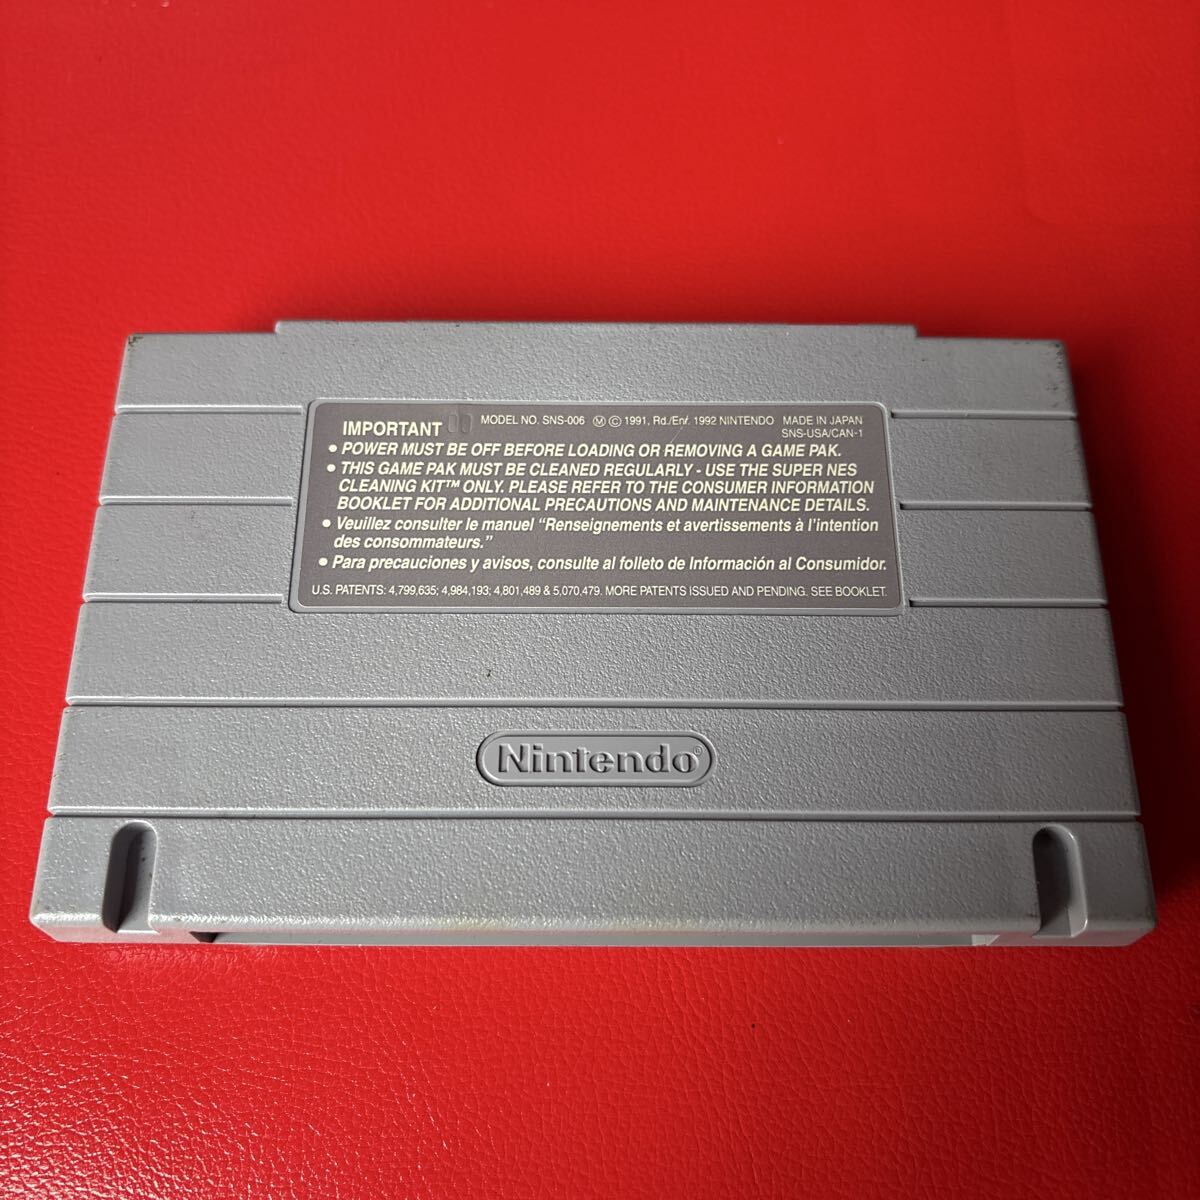 IMPORTANT MODEL NO. SNS-006 Ⓜ © 1991, Rd./Enr. 1992 NINTENDO MADE IN JAPAN
SNS-USA/CAN-1
• POWER MUST BE OFF BEFORE LOADING OR REMOVING A GAME PAK.
• THIS GAME PAK MUST BE CLEANED REGULARLY - USE THE SUPER NES
CLEANING KIT™ ONLY. PLEASE REFER TO THE CONSUMER INFORMATION
BOOKLET FOR ADDITIONAL PRECAUTIONS AND MAINTENANCE DETAILS.
• Veuillez consulter le manuel “Renseignements et avertissements à l’intention
des consommateurs.”
• Para precauciones y avisos, consulte al folleto de Información al Consumidor.
U.S. PATENTS: 4,799,635; 4,984,193; 4,801,489 & 5,070,479. MORE PATENTS ISSUED AND PENDING. SEE BOOKLET.
Nintendo®